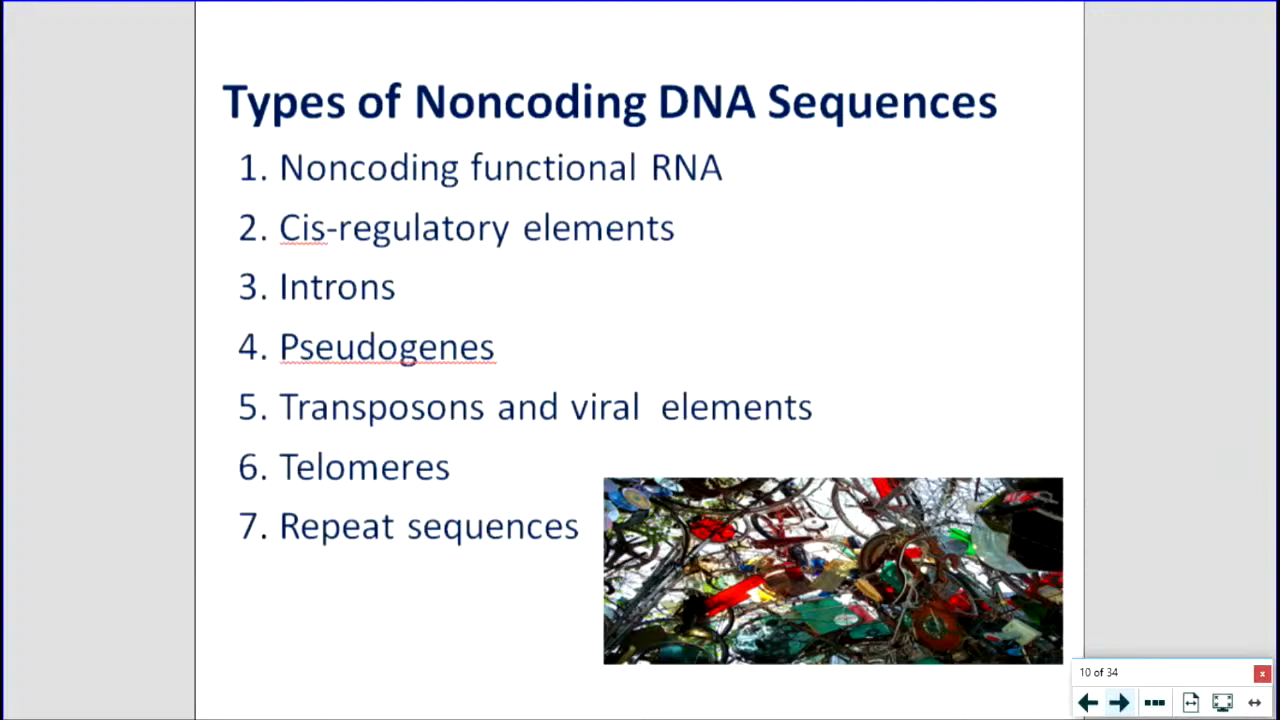 Types of Noncoding DNA Sequences
1. Noncoding functional RNA
2. Cis-regulatory elements
3. Introns
4. Pseudogenes
5. Transposons and viral elements
6. Telomeres
7. Repeat sequences
10 of 34
x